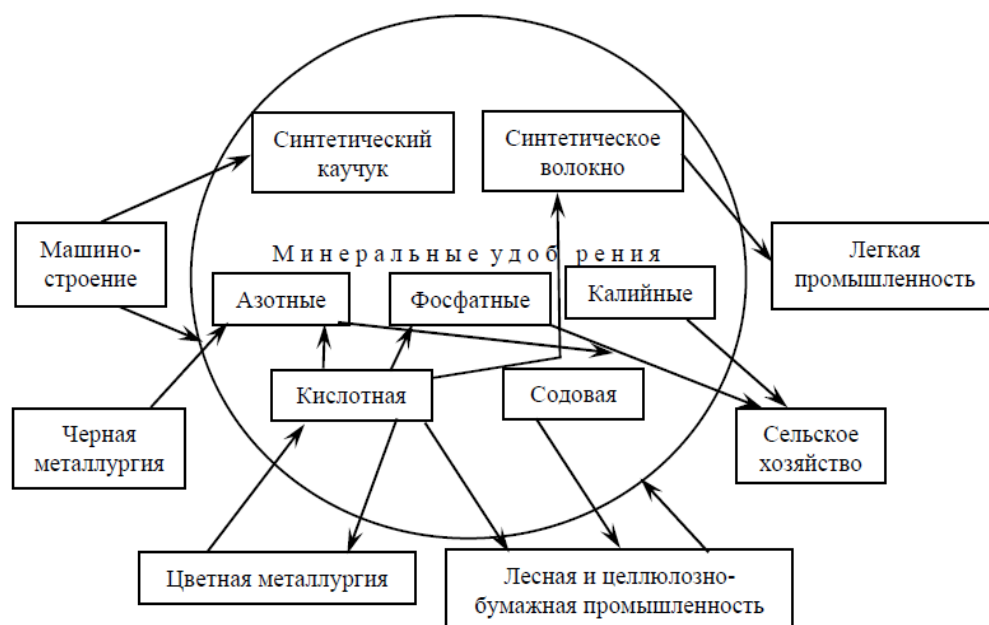 Синтетический
каучук
Синтетическое
волокно
Машино-
строение
Легкая
промышленность
Минеральные удобрения
Азотные
Фосфатные
Калийные
Кислотная
Содовая
Черная
металлургия
Сельское
хозяйство
Цветная металлургия
Лесная и целлюлозно-
бумажная промышленность